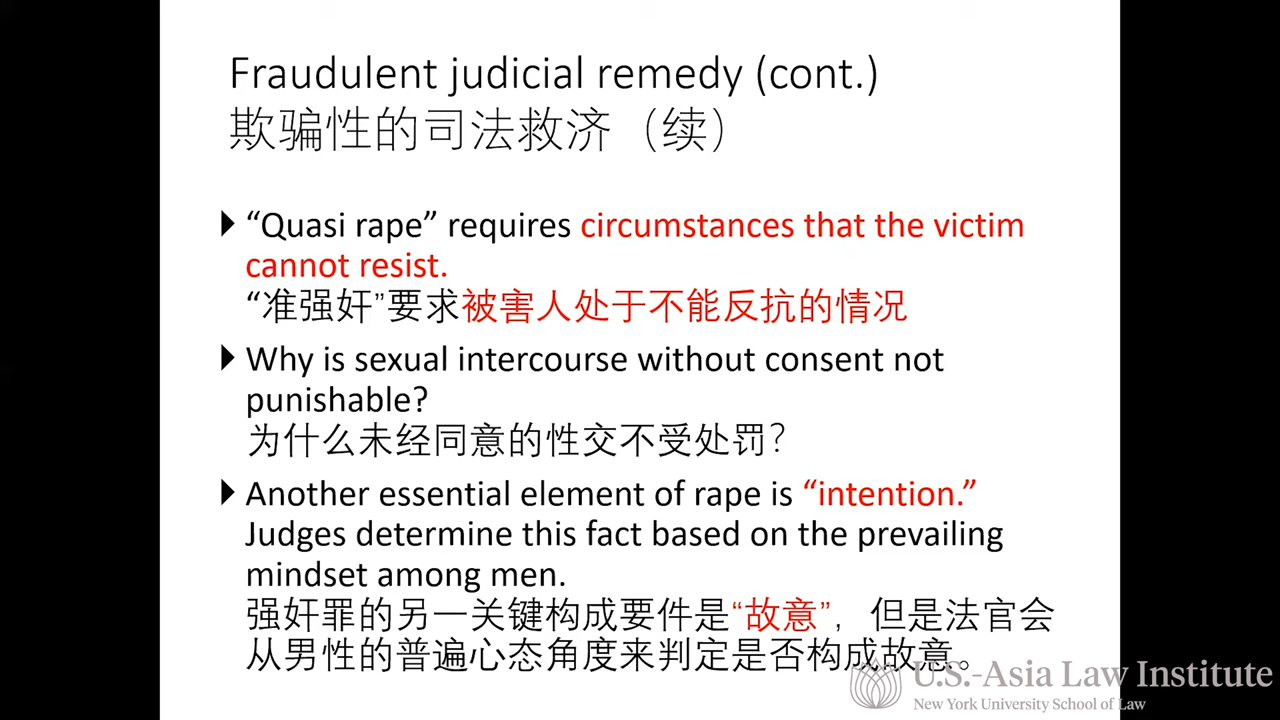 Fraudulent judicial remedy (cont.)
欺骗性的司法救济（续）
“Quasi rape” requires circumstances that the victim
cannot resist.
“准强奸”要求被害人处于不能反抗的情况
Why is sexual intercourse without consent not
punishable?
为什么未经同意的性交不受处罚？
Another essential element of rape is “intention.”
Judges determine this fact based on the prevailing
mindset among men.
强奸罪的另一关键构成要件是“故意”，但是法官会
从男性的普遍心态角度来判定是否构成故意。
U.S.-Asia Law Institute
New York University School of Law